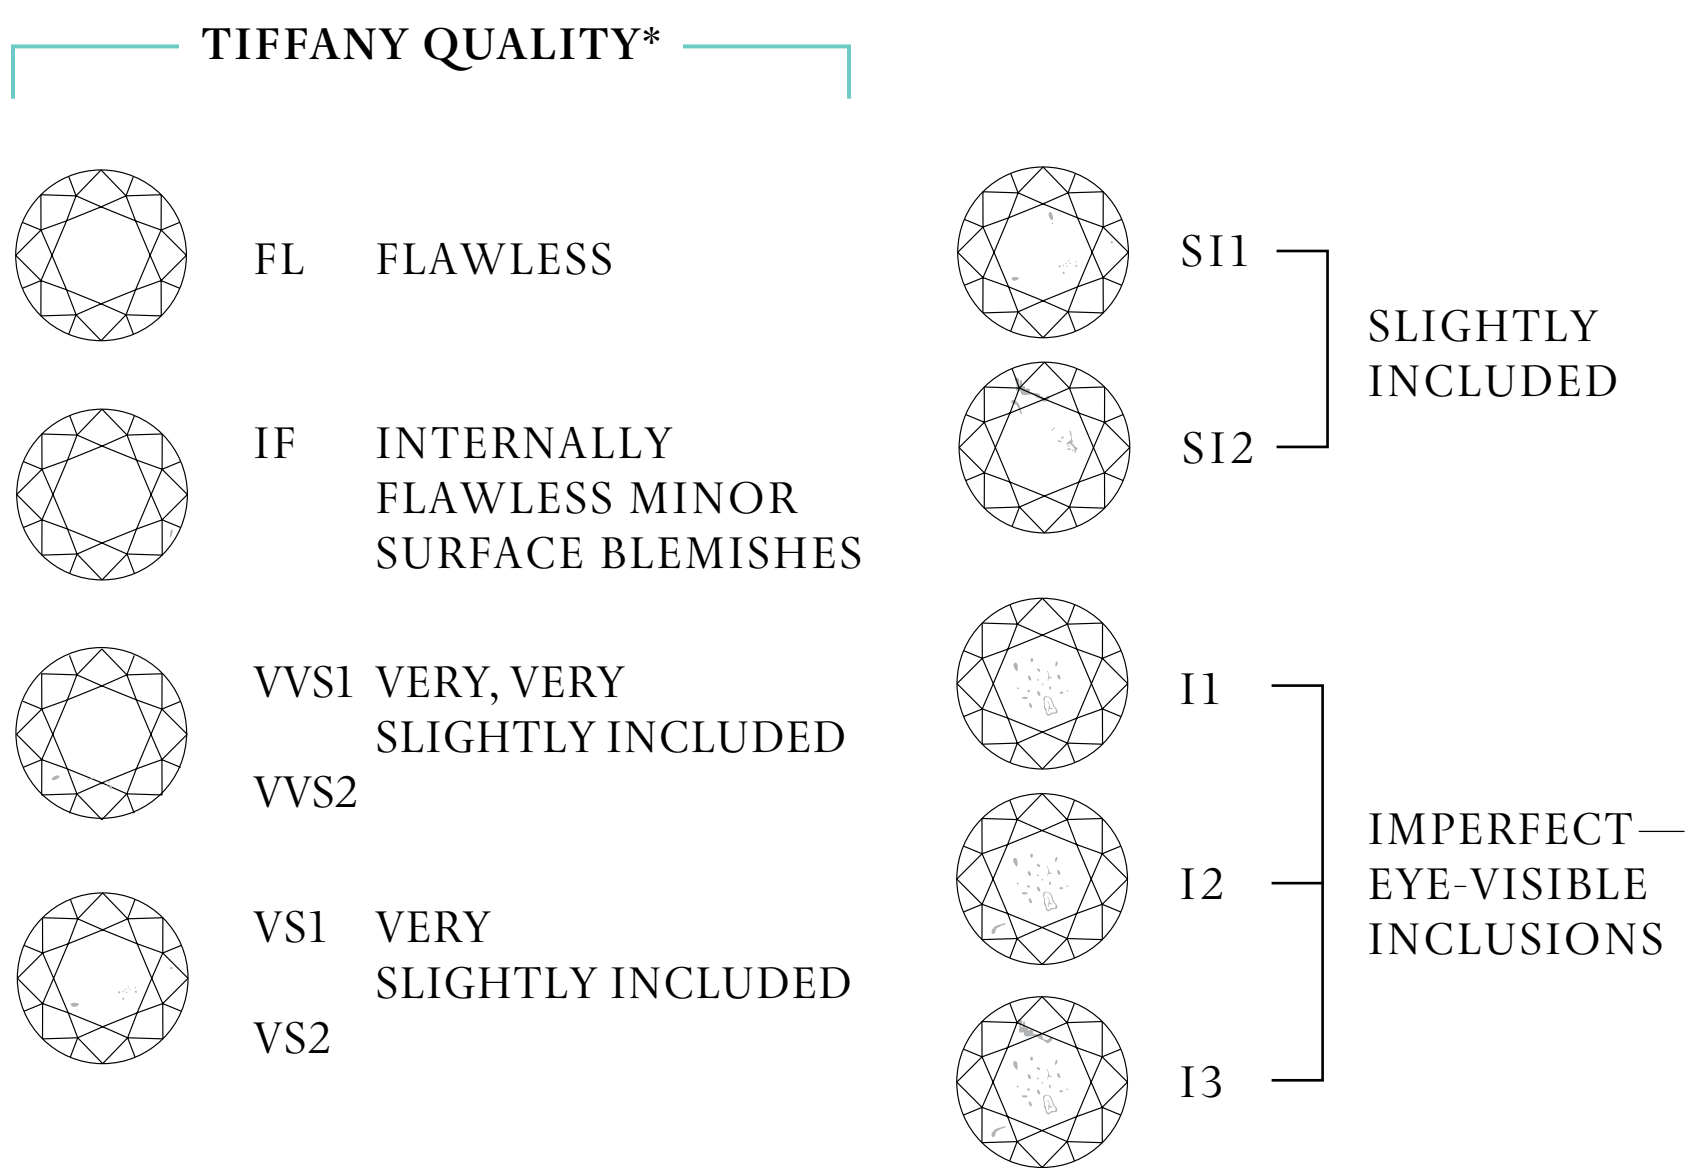 TIFFANY QUALITY*
FL FLAWLESS
IF INTERNALLY
FLAWLESS MINOR
SURFACE BLEMISHES
VVS1 VERY, VERY
SLIGHTLY INCLUDED
VVS2
VS1 VERY
SLIGHTLY INCLUDED
VS2
SI1
SLIGHTLY
INCLUDED
SI2
I1
I2
IMPERFECT—
EYE-VISIBLE
INCLUSIONS
I3